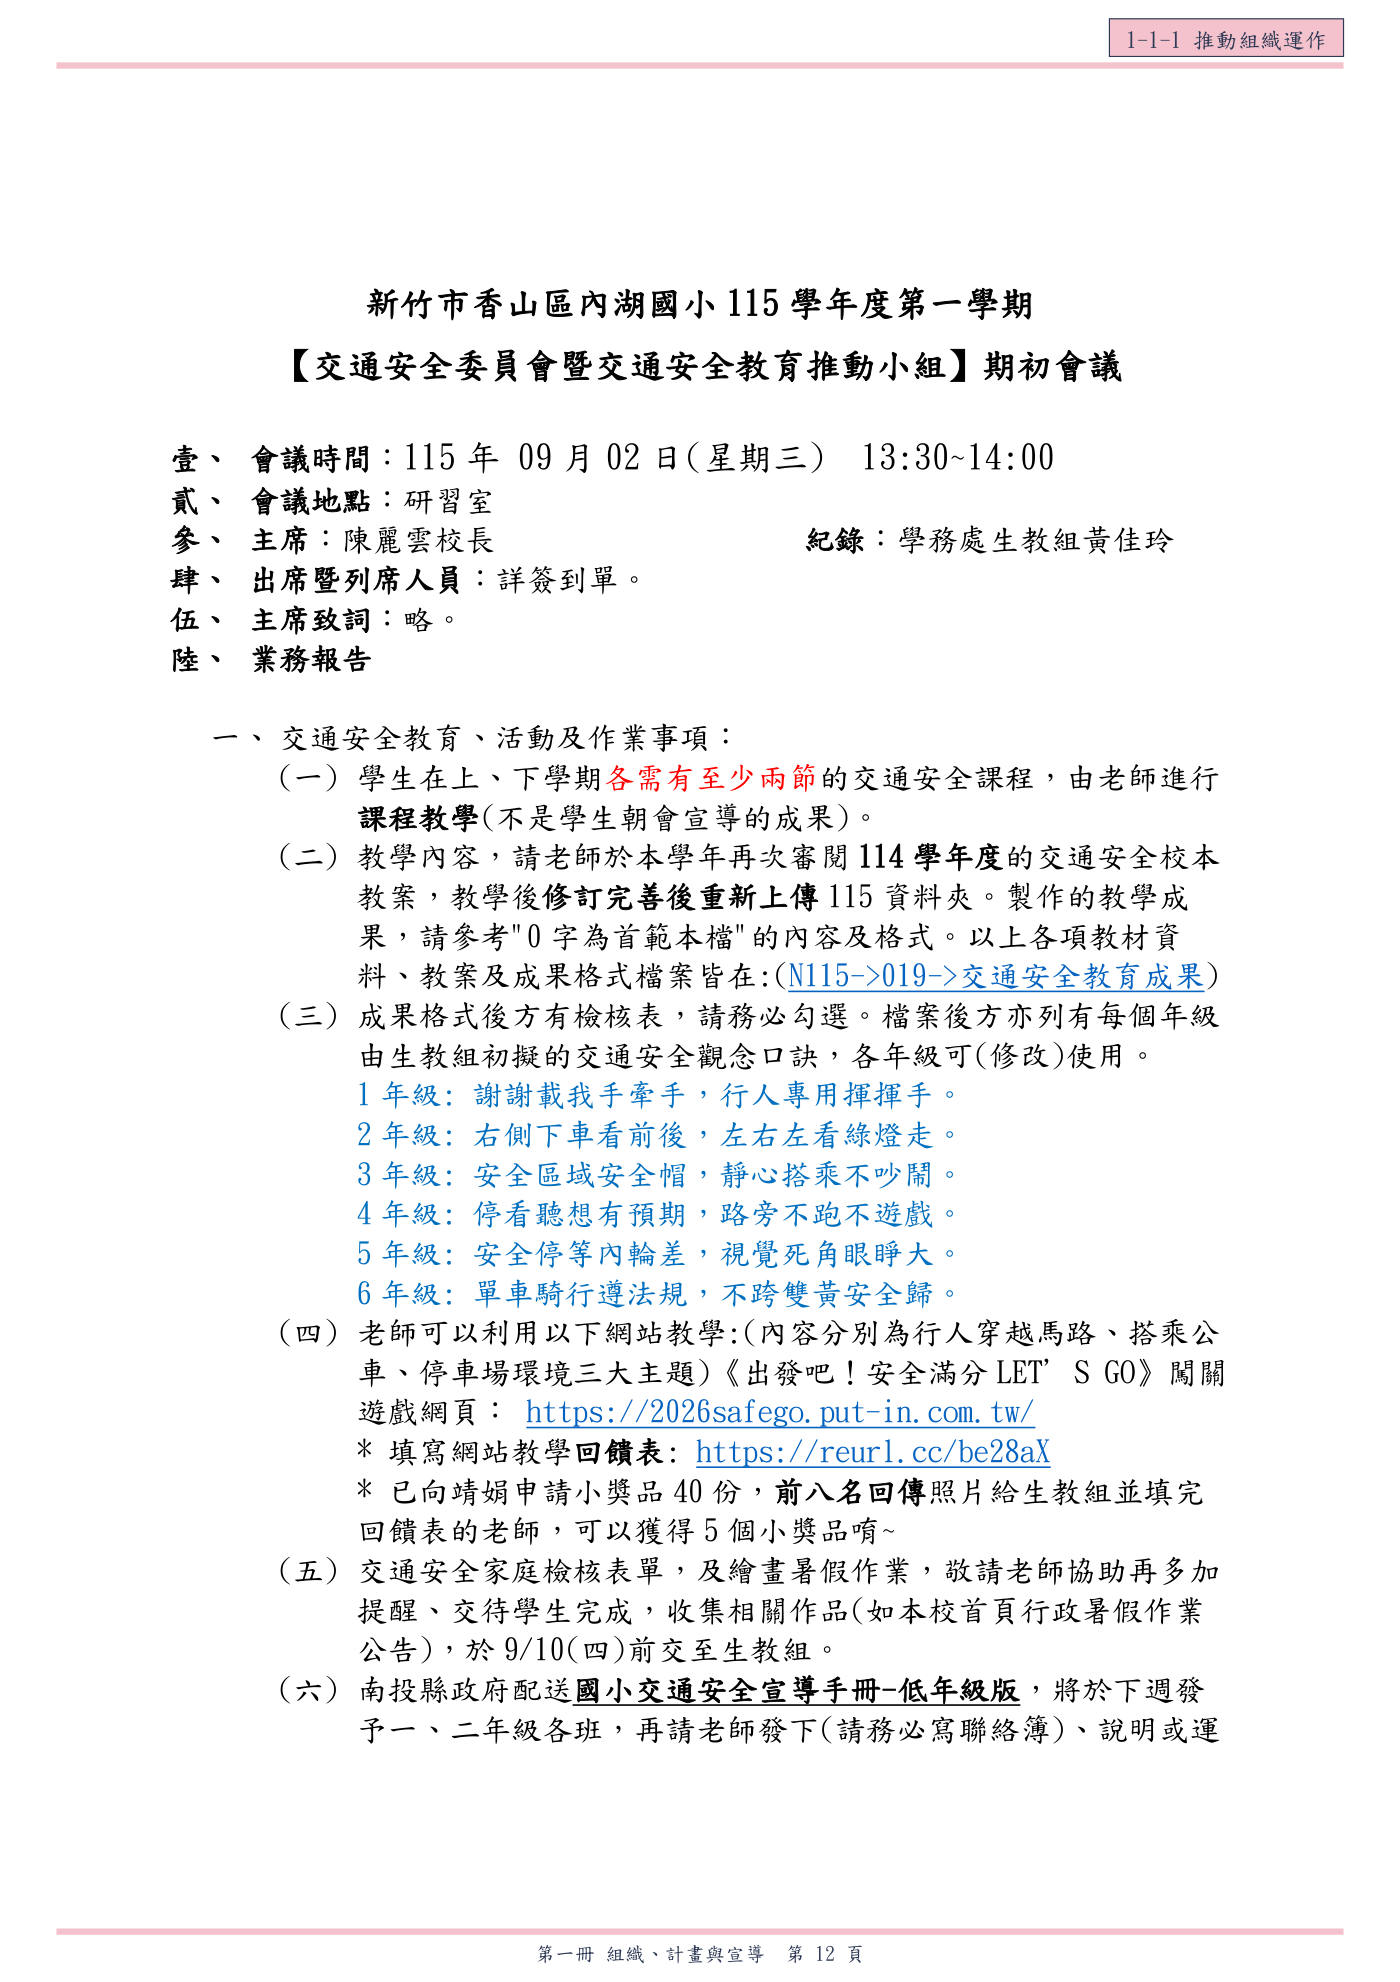 1-1-1 推動組織運作
新竹市香山區內湖國小 115 學年度第一學期
【交通安全委員會暨交通安全教育推動小組】期初會議
壹、 會議時間：115 年 09 月 02 日(星期三) 13:30~14:00
貳、 會議地點：研習室
參、 主席：陳麗雲校長 紀錄：學務處生教組黃佳玲
肆、 出席暨列席人員：詳簽到單。
伍、 主席致詞：略。
陸、 業務報告
一、 交通安全教育、活動及作業事項：
(一) 學生在上、下學期各需有至少兩節的交通安全課程，由老師進行
課程教學(不是學生朝會宣導的成果)。
(二) 教學內容，請老師於本學年再次審閱 114 學年度的交通安全校本
教案，教學後修訂完善後重新上傳 115 資料夾。製作的教學成
果，請參考"0 字為首範本檔"的內容及格式。以上各項教材資
料、教案及成果格式檔案皆在:(N115->019->交通安全教育成果)
(三) 成果格式後方有檢核表，請務必勾選。檔案後方亦列有每個年級
由生教組初擬的交通安全觀念口訣，各年級可(修改)使用。
1 年級: 謝謝載我手牽手，行人專用揮揮手。
2 年級: 右側下車看前後，左右左看綠燈走。
3 年級: 安全區域安全帽，靜心搭乘不吵鬧。
4 年級: 停看聽想有預期，路旁不跑不遊戲。
5 年級: 安全停等內輪差，視覺死角眼睜大。
6 年級: 單車騎行遵法規，不跨雙黃安全歸。
(四) 老師可以利用以下網站教學:(內容分別為行人穿越馬路、搭乘公
車、停車場環境三大主題)《出發吧！安全滿分 LET’S GO》闖關
遊戲網頁： https://2026safego.put-in.com.tw/
* 填寫網站教學回饋表: https://reurl.cc/be28aX
* 已向靖娟申請小獎品 40 份，前八名回傳照片給生教組並填完
回饋表的老師，可以獲得 5 個小獎品唷~
(五) 交通安全家庭檢核表單，及繪畫暑假作業，敬請老師協助再多加
提醒、交待學生完成，收集相關作品(如本校首頁行政暑假作業
公告)，於 9/10(四)前交至生教組。
(六) 南投縣政府配送國小交通安全宣導手冊-低年級版，將於下週發
予一、二年級各班，再請老師發下(請務必寫聯絡簿)、說明或運
第一冊 組織、計畫與宣導 第 12 頁